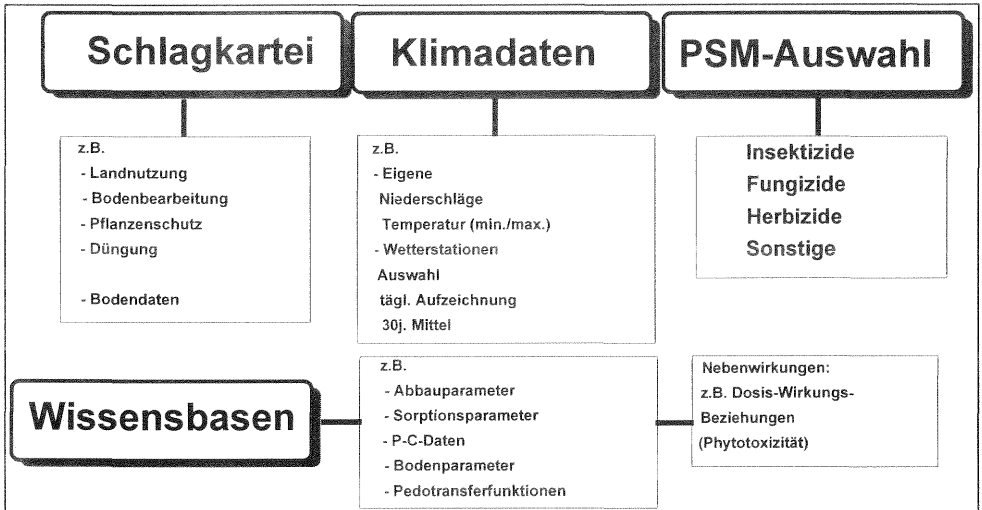 Schlagkartei
Klimadaten
PSM-Auswahl
z.B.
- Landnutzung
- Bodenbearbeitung
- Pflanzenschutz
- Düngung
- Bodendaten
z.B.
- Eigene
Niederschläge
Temperatur (min./max.)
- Wetterstationen
Auswahl
tägl. Aufzeichnung
30j. Mittel
Insektizide
Fungizide
Herbizide
Sonstige
Wissensbasen
z.B.
- Abbauparameter
- Sorptionsparameter
- P-C-Daten
- Bodenparameter
- Pedotransferfunktionen
Nebenwirkungen:
z.B. Dosis-Wirkungs-
Beziehungen
(Phytotoxizität)